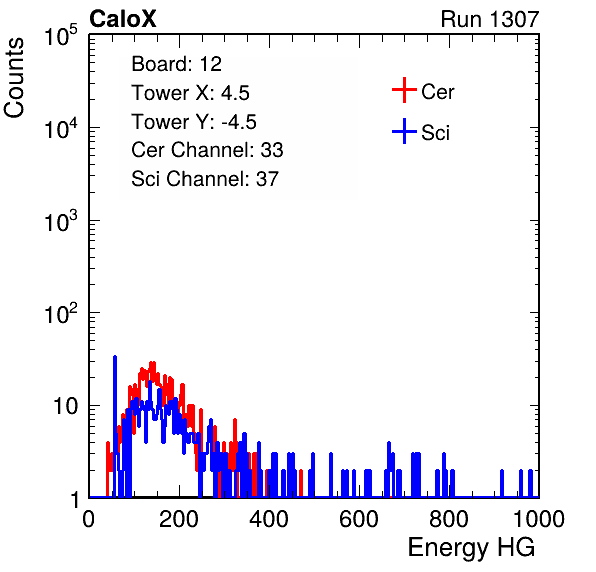 CaloX Run 1307
Counts
Board: 12
Tower X: 4.5
Tower Y: -4.5
Cer Channel: 33
Sci Channel: 37
Cer
Sci
10^5
10^4
10^3
10^2
10
1
0 200 400 600 800 1000
Energy HG